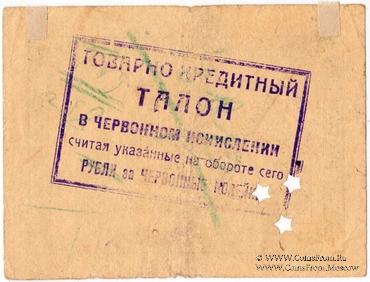 ТОВАРНО КРЕДИТНЫЙ
ТАЛОН
В ЧЕРВОННОМ ИСЧИСЛЕНИИ
считая указанные на обороте сего
РУБЛИ за ЧЕРВОННЫЕ КОПЕЙКИ
© www.CoinsFrom.Ru
www.CoinsFrom.Moscow